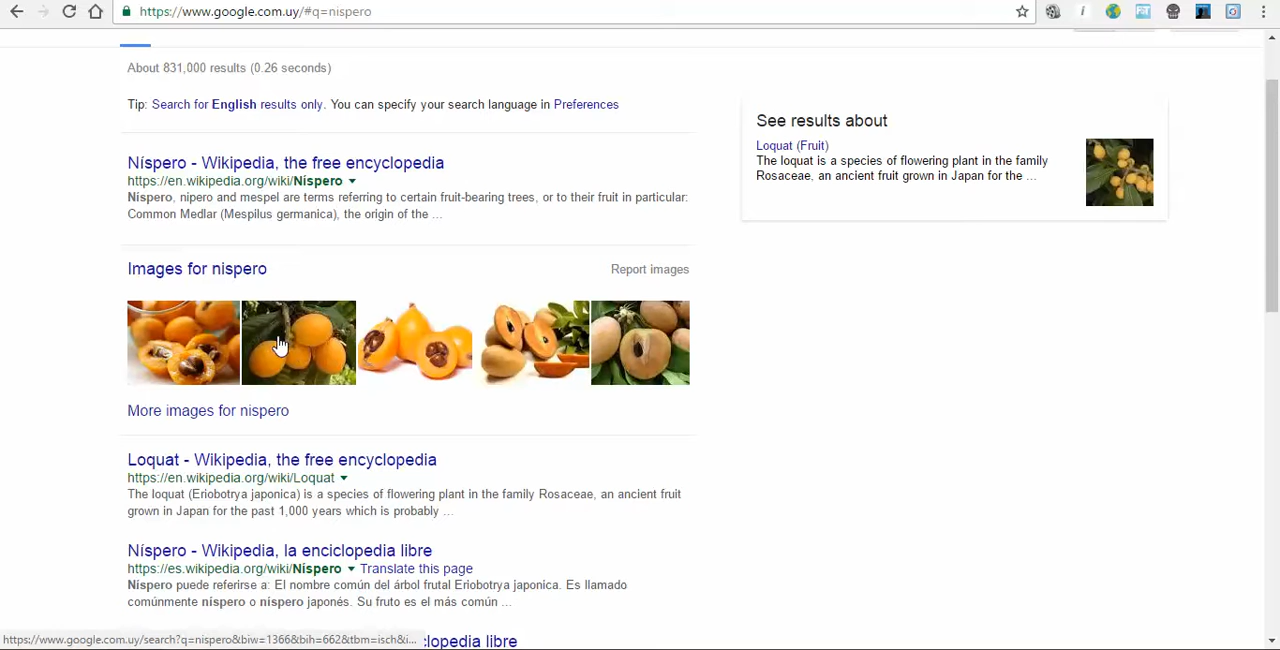 https://www.google.com.uy/#q=nispero
About 831,000 results (0.26 seconds)
Tip: Search for English results only. You can specify your search language in Preferences
Níspero - Wikipedia, the free encyclopedia
https://en.wikipedia.org/wiki/Níspero
Níspero, nipero and mespel are terms referring to certain fruit-bearing trees, or to their fruit in particular:
Common Medlar (Mespilus germanica), the origin of the ...
See results about
Loquat (Fruit)
The loquat is a species of flowering plant in the family
Rosaceae, an ancient fruit grown in Japan for the ...
Images for nispero
Report images
More images for nispero
Loquat - Wikipedia, the free encyclopedia
https://en.wikipedia.org/wiki/Loquat
The loquat (Eriobotrya japonica) is a species of flowering plant in the family Rosaceae, an ancient fruit
grown in Japan for the past 1,000 years which is probably ...
Níspero - Wikipedia, la enciclopedia libre
https://es.wikipedia.org/wiki/Níspero Translate this page
Níspero puede referirse a: El nombre común del árbol frutal Eriobotrya japonica. Es llamado
comúnmente níspero o níspero japonés. Su fruto es el más común ...
https://www.google.com.uy/search?q=nispero&biw=1366&bih=662&tbm=isch&i... clopedia libre